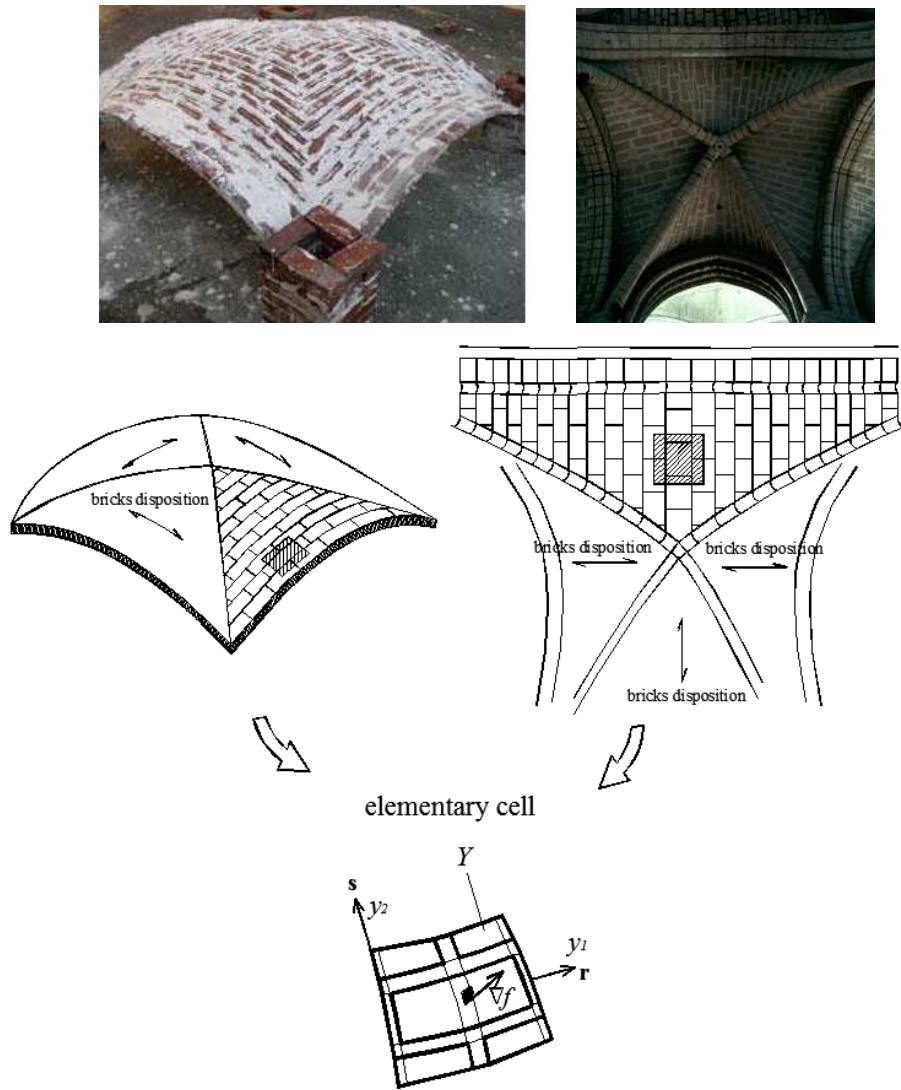 bricks disposition
bricks disposition
bricks disposition
bricks disposition
elementary cell
Y
s
y2
y1
r
∇f